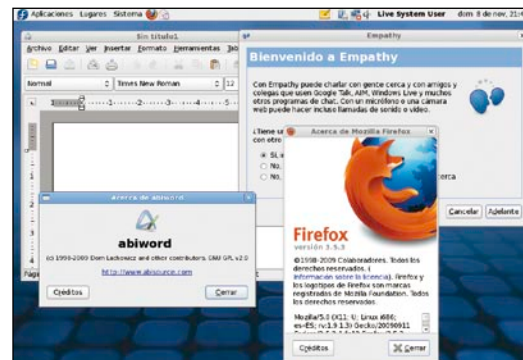 Aplicaciones Lugares Sistema
Live System User dom 8 de nov, 21:4
Sin título1
Archivo Editar Ver Insertar Formato Herramientas Tab
Normal Times New Roman 12
abiword
(c) 1998-2009 Dom Lachowicz and other contributors. GNU GPL v2.0
http://www.abisource.com
Créditos Cerrar
Empathy
Bienvenido a Empathy
Con Empathy puede charlar con gente cerca y con amigos y
colegas que usen Google Talk, AIM, Windows Live y muchos
otros programas de chat. Con un micrófono o una cámara
web puede hacer incluso llamadas de sonido o vídeo.
¿Tiene
con otro
No,
No,
erca
Cancelar Adelante
Acerca de Mozilla Firefox
Firefox
versión 3.5.3
©1998-2009 Colaboradores. Todos los
derechos reservados. (
Información sobre la licencia). Firefox y
los logotipos de Firefox son marcas
registradas de Mozilla Foundation. Todos
los derechos reservados.
Mozilla/5.0 (X11; U; Linux i686;
es-ES; rv:1.9.1.3) Gecko/20090911
Créditos Cerrar